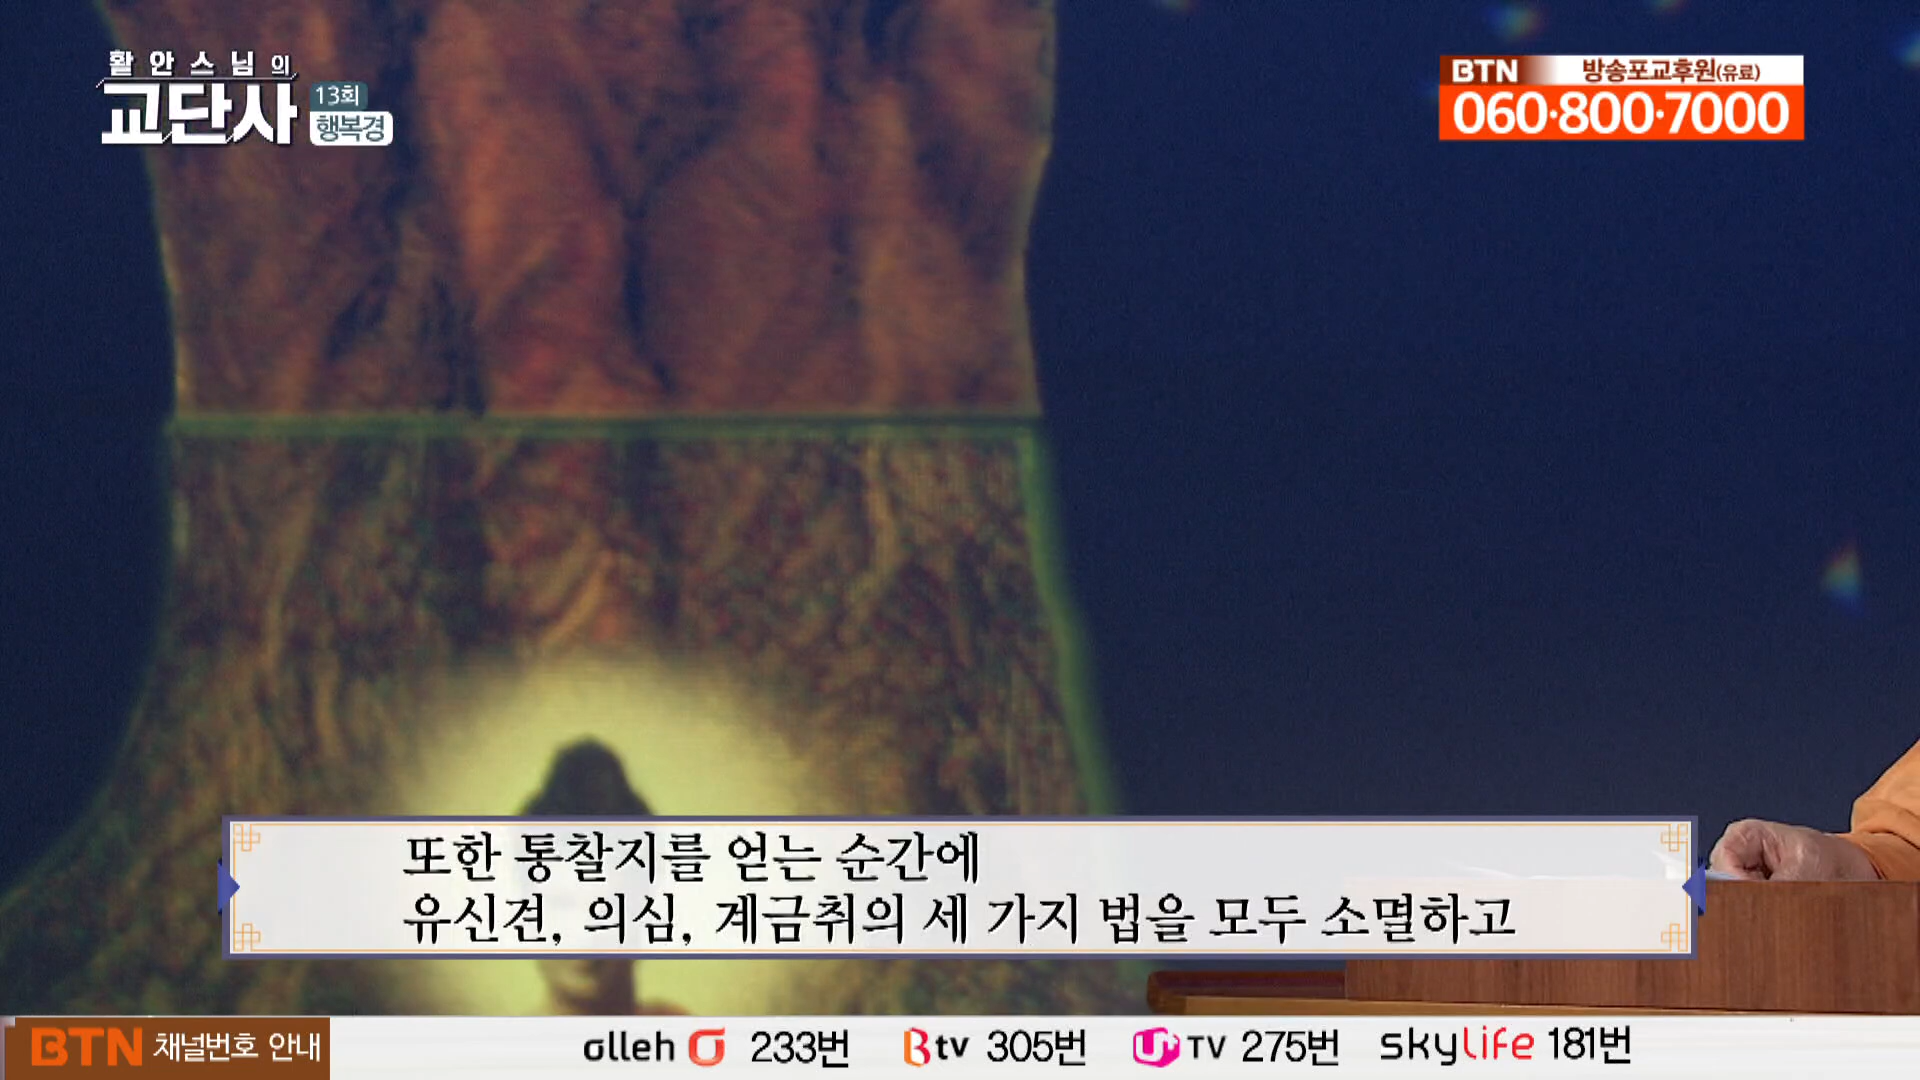 활안스님의
교단사
13회
행복경
BTN 방송포교후원(유료)
060·800·7000
또한 통찰지를 얻는 순간에
유신견, 의심, 계금취의 세 가지 법을 모두 소멸하고
BTN 채널번호 안내 olleh 233번 Btv 305번 U+TV 275번 skylife 181번